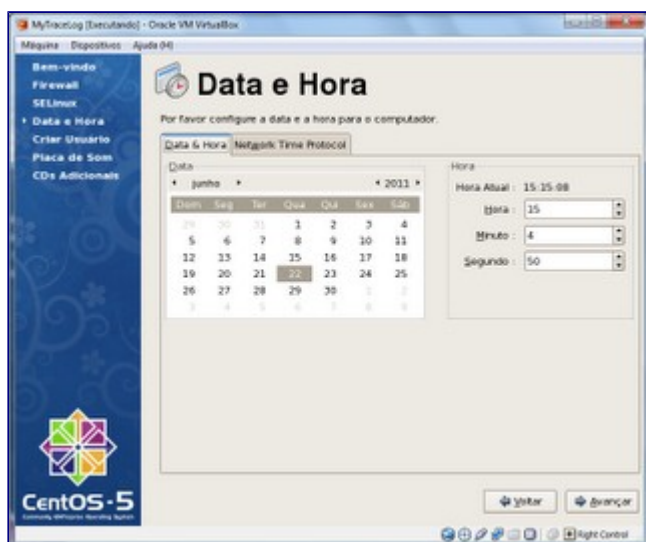 MyTraceLog [Executando] - Oracle VM VirtualBox
Máquina Dispositivos Ajuda (H)
Bem-vindo
Firewall
SELinux
Data e Hora
Criar Usuário
Placa de Som
CDs Adicionais
Data e Hora
Por favor configure a data e a hora para o computador.
Data & Hora Network Time Protocol
Data
junho 2011
Dom Seg Ter Qua Qui Sex Sáb
29 30 31 1 2 3 4
5 6 7 8 9 10 11
12 13 14 15 16 17 18
19 20 21 22 23 24 25
26 27 28 29 30 1 2
3 4 5 6 7 8 9
Hora
Hora Atual : 15:15:08
Hora : 15
Minuto : 4
Segundo : 50
CentOS-5
Community ENTerprise Operating System
Voltar Avançar
Right Control